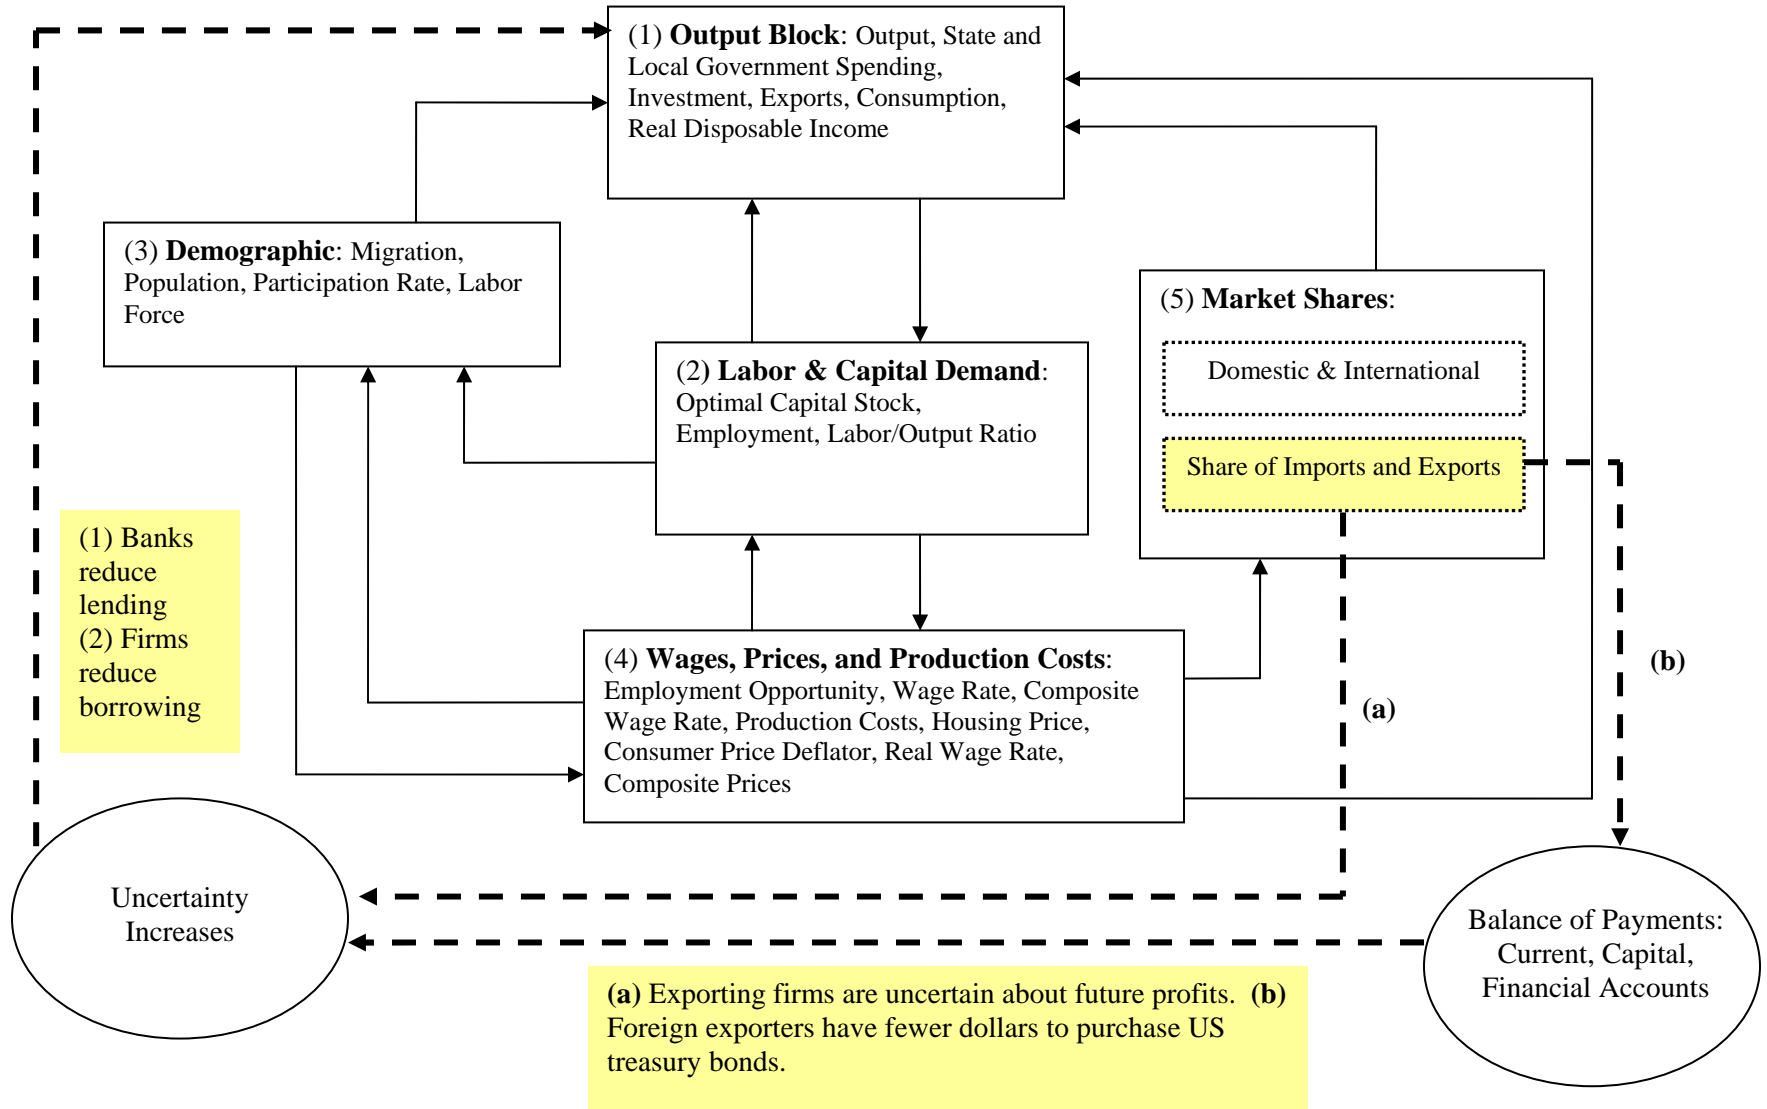 (1) Output Block: Output, State and
Local Government Spending,
Investment, Exports, Consumption,
Real Disposable Income
(3) Demographic: Migration,
Population, Participation Rate, Labor
Force
(5) Market Shares:
Domestic & International
Share of Imports and Exports
(2) Labor & Capital Demand:
Optimal Capital Stock,
Employment, Labor/Output Ratio
(1) Banks
reduce
lending
(2) Firms
reduce
borrowing
(4) Wages, Prices, and Production Costs:
Employment Opportunity, Wage Rate, Composite
Wage Rate, Production Costs, Housing Price,
Consumer Price Deflator, Real Wage Rate,
Composite Prices
(a)
(b)
Uncertainty
Increases
Balance of Payments:
Current, Capital,
Financial Accounts
(a) Exporting firms are uncertain about future profits. (b)
Foreign exporters have fewer dollars to purchase US
treasury bonds.